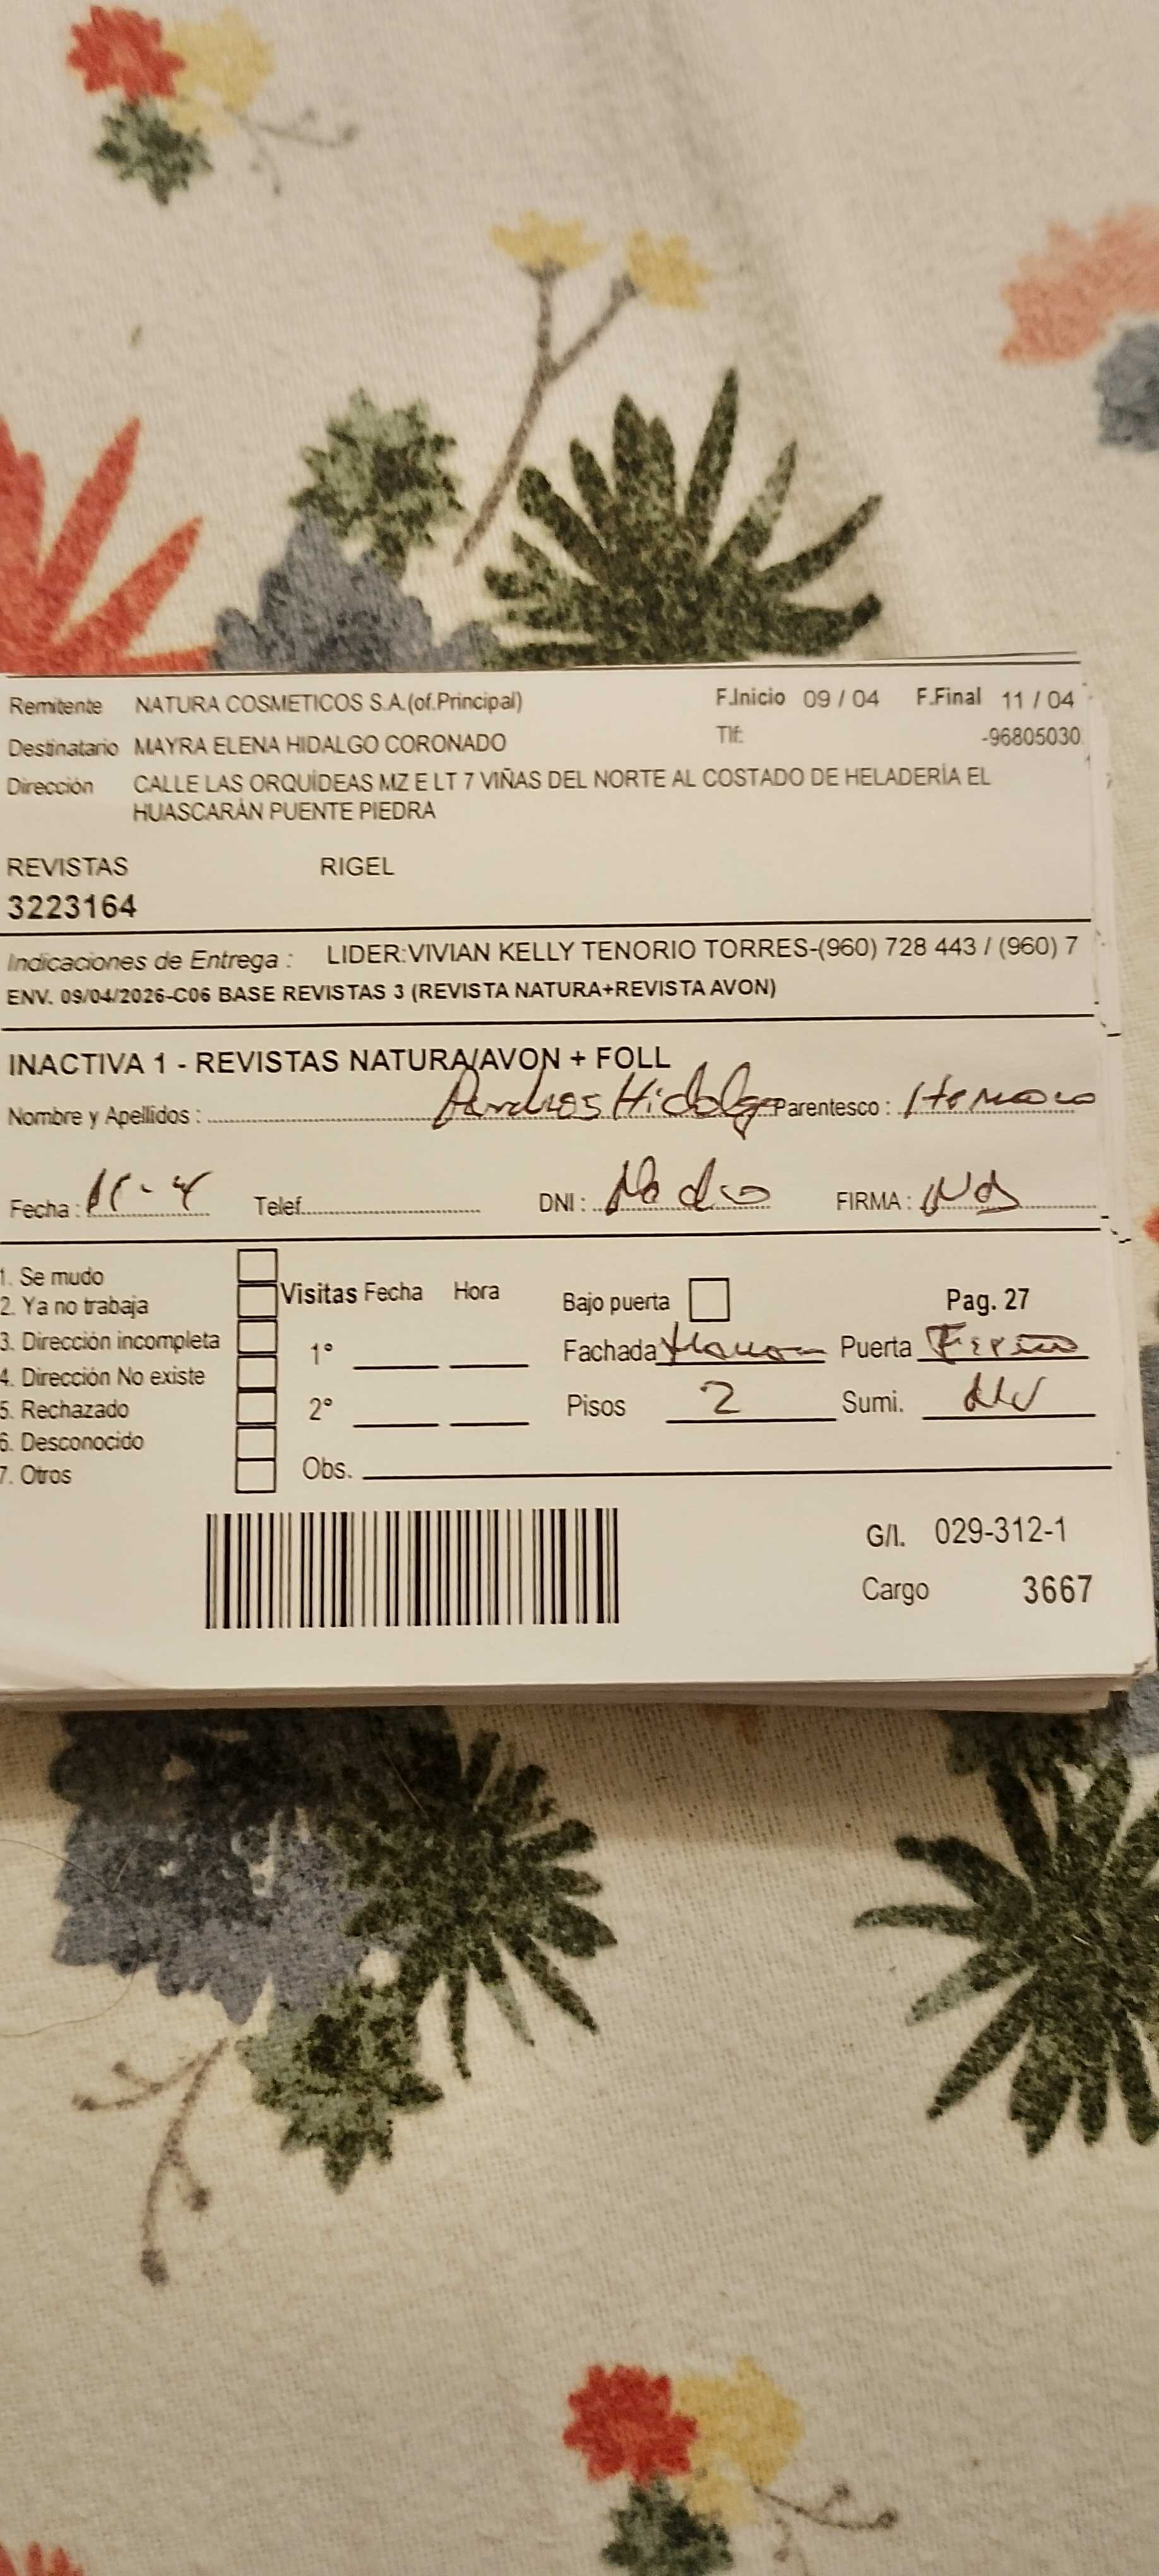 Remitente NATURA COSMETICOS S.A.(of.Principal) F.Inicio 09 / 04 F.Final 11 / 04
Destinatario MAYRA ELENA HIDALGO CORONADO Tlf: -96805030
Dirección CALLE LAS ORQUÍDEAS MZ E LT 7 VIÑAS DEL NORTE AL COSTADO DE HELADERÍA EL
HUASCARÁN PUENTE PIEDRA
REVISTAS RIGEL
3223164
Indicaciones de Entrega : LIDER:VIVIAN KELLY TENORIO TORRES-(960) 728 443 / (960) 7
ENV. 09/04/2026-C06 BASE REVISTAS 3 (REVISTA NATURA+REVISTA AVON)
INACTIVA 1 - REVISTAS NATURA/AVON + FOLL
Nombre y Apellidos : Hidalgo Parentesco : Hermano
Fecha : 11-4 Telef. DNI : FIRMA :
1. Se mudo
2. Ya no trabaja Visitas Fecha Hora Bajo puerta Pag. 27
3. Dirección incompleta 1° Fachada Puerta
4. Dirección No existe
5. Rechazado 2° Pisos 2 Sumi.
6. Desconocido
7. Otros Obs.
G/I. 029-312-1
Cargo 3667